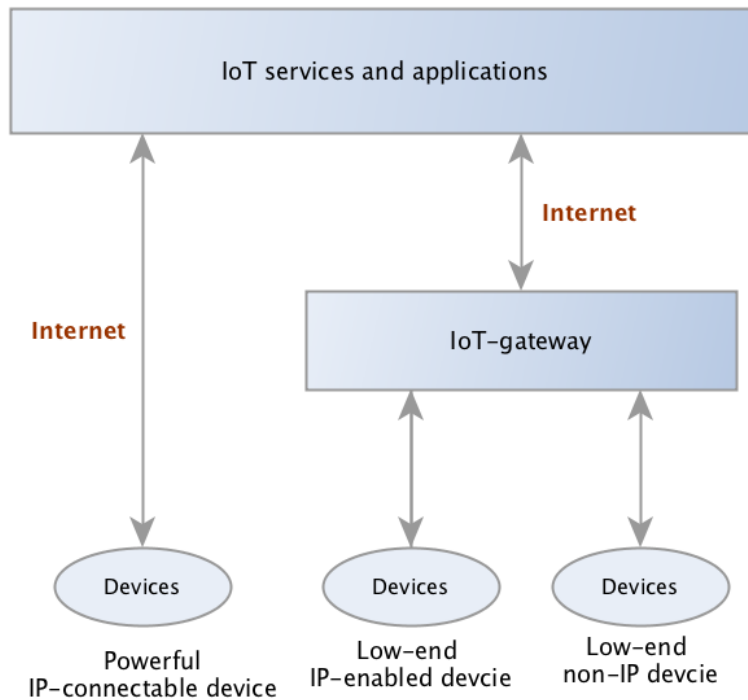 IoT services and applications
Internet
Internet
IoT-gateway
Devices
Devices
Devices
Powerful
IP-connectable device
Low-end
IP-enabled devcie
Low-end
non-IP devcie